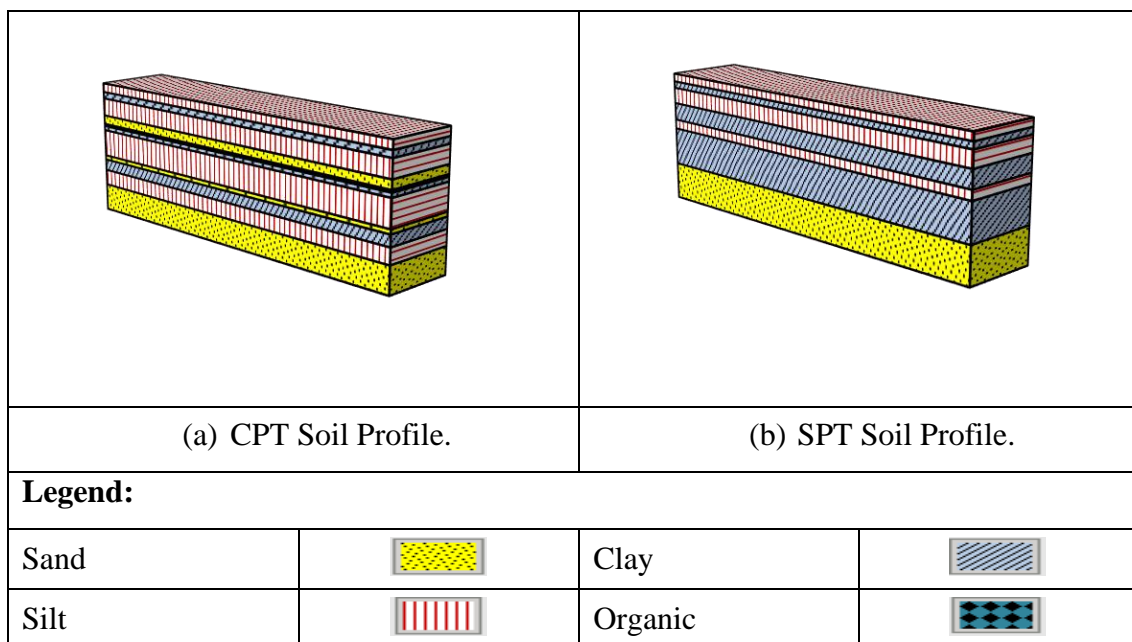 (a) CPT Soil Profile.
(b) SPT Soil Profile.
Legend:
Sand
Clay
Silt
Organic